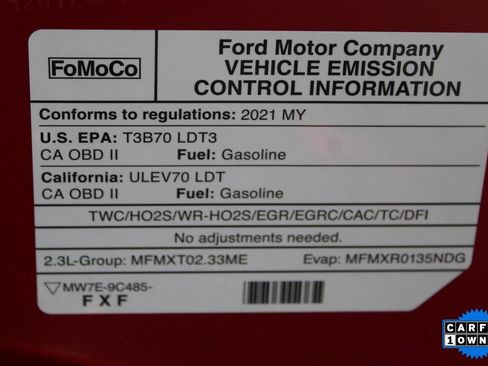 FoMoCo
Ford Motor Company
VEHICLE EMISSION
CONTROL INFORMATION
Conforms to regulations: 2021 MY
U.S. EPA: T3B70 LDT3
CA OBD II Fuel: Gasoline
California: ULEV70 LDT
CA OBD II Fuel: Gasoline
TWC/HO2S/WR-HO2S/EGR/EGRC/CAC/TC/DFI
No adjustments needed.
2.3L-Group: MFMXT02.33ME Evap: MFMXR0135NDG
MW7E-9C485-
FXF
CARF
1 OWN